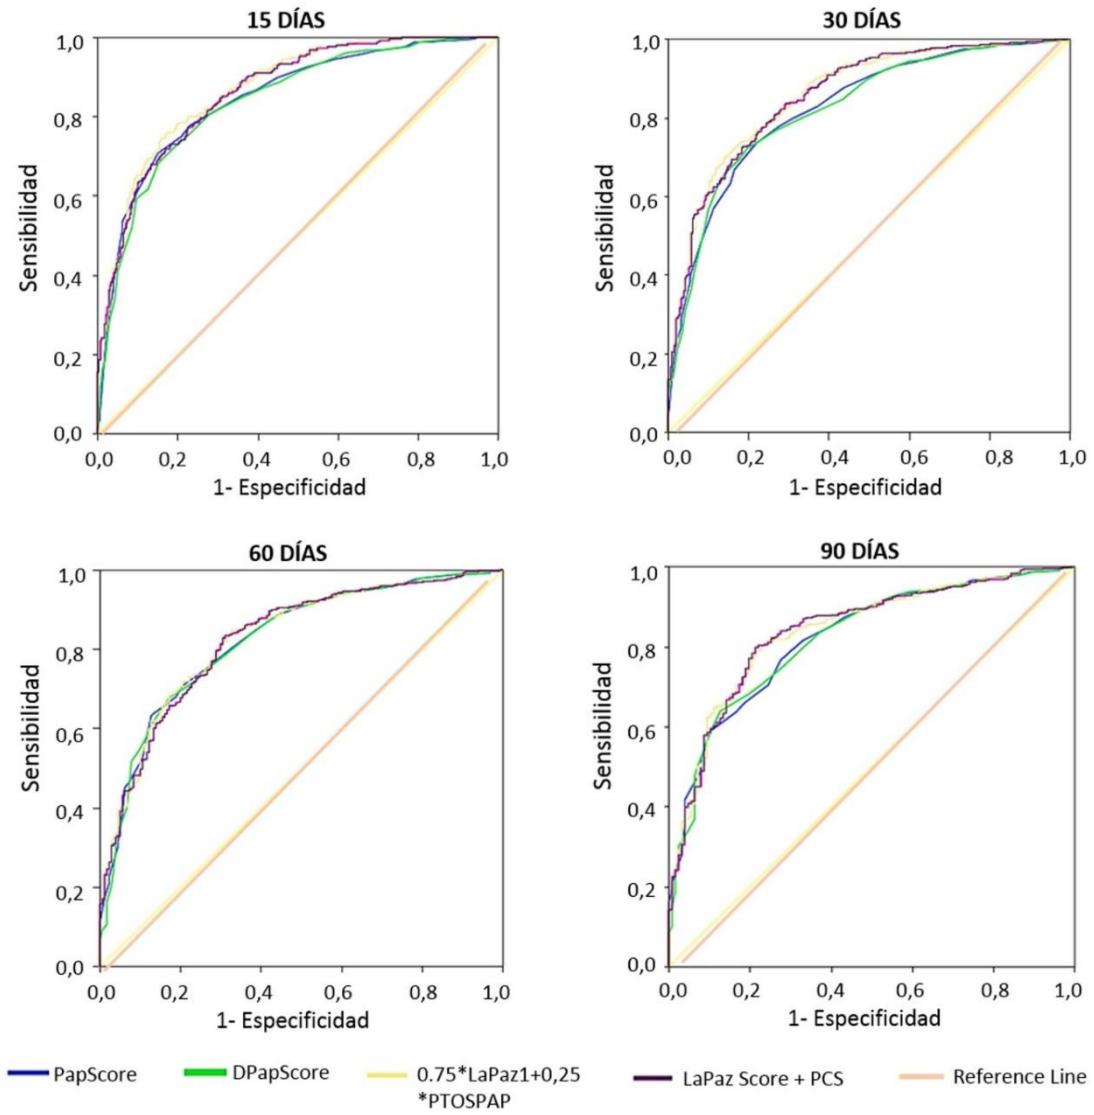 15 DÍAS
1,0
0,8
0,6
0,4
0,2
0,0
Sensibilidad
0,0 0,2 0,4 0,6 0,8 1,0
1- Especificidad
30 DÍAS
1,0
0,8
0,6
0,4
0,2
0,0
Sensibilidad
0,0 0,2 0,4 0,6 0,8 1,0
1- Especificidad
60 DÍAS
1,0
0,8
0,6
0,4
0,2
0,0
Sensibilidad
0,0 0,2 0,4 0,6 0,8 1,0
1- Especificidad
90 DÍAS
1,0
0,8
0,6
0,4
0,2
0,0
Sensibilidad
0,0 0,2 0,4 0,6 0,8 1,0
1- Especificidad
PapScore
DPapScore
0.75*LaPaz1+0,25
*PTOSPAP
LaPaz Score + PCS
Reference Line